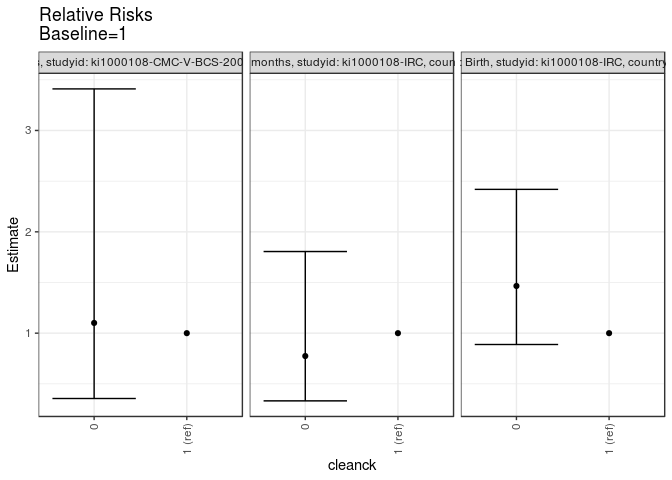 Relative Risks
Baseline=1
, studyid: ki1000108-CMC-V-BCS-200
months, studyid: ki1000108-IRC, coun
: Birth, studyid: ki1000108-IRC, country
Estimate
3
2
1
0
1 (ref)
0
1 (ref)
0
1 (ref)
cleanck